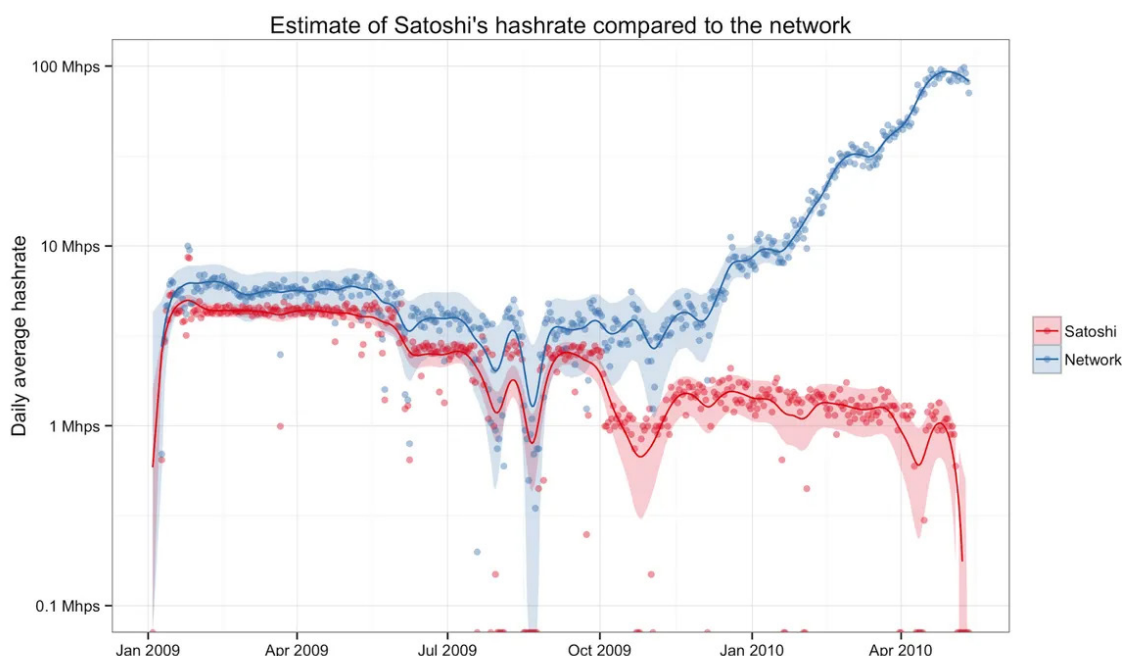 Estimate of Satoshi's hashrate compared to the network
Daily average hashrate
100 Mhps
10 Mhps
1 Mhps
0.1 Mhps
Jan 2009
Apr 2009
Jul 2009
Oct 2009
Jan 2010
Apr 2010
Satoshi
Network